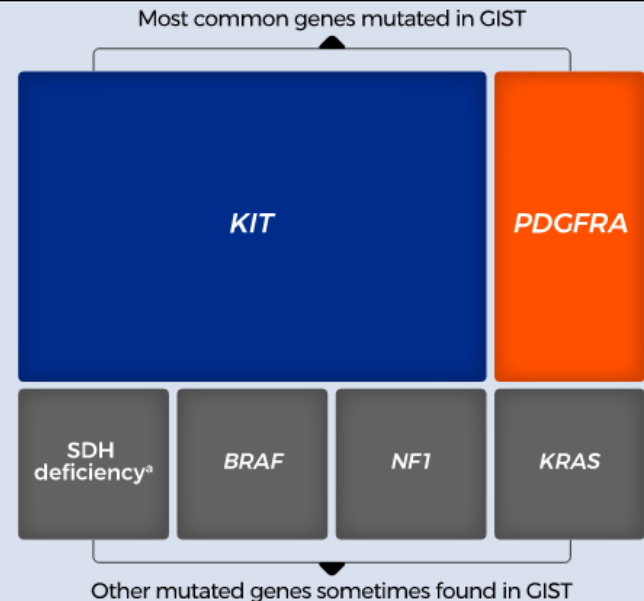 Most common genes mutated in GIST
KIT
PDGFRA
SDH
deficiencyᵃ
BRAF
NF1
KRAS
Other mutated genes sometimes found in GIST